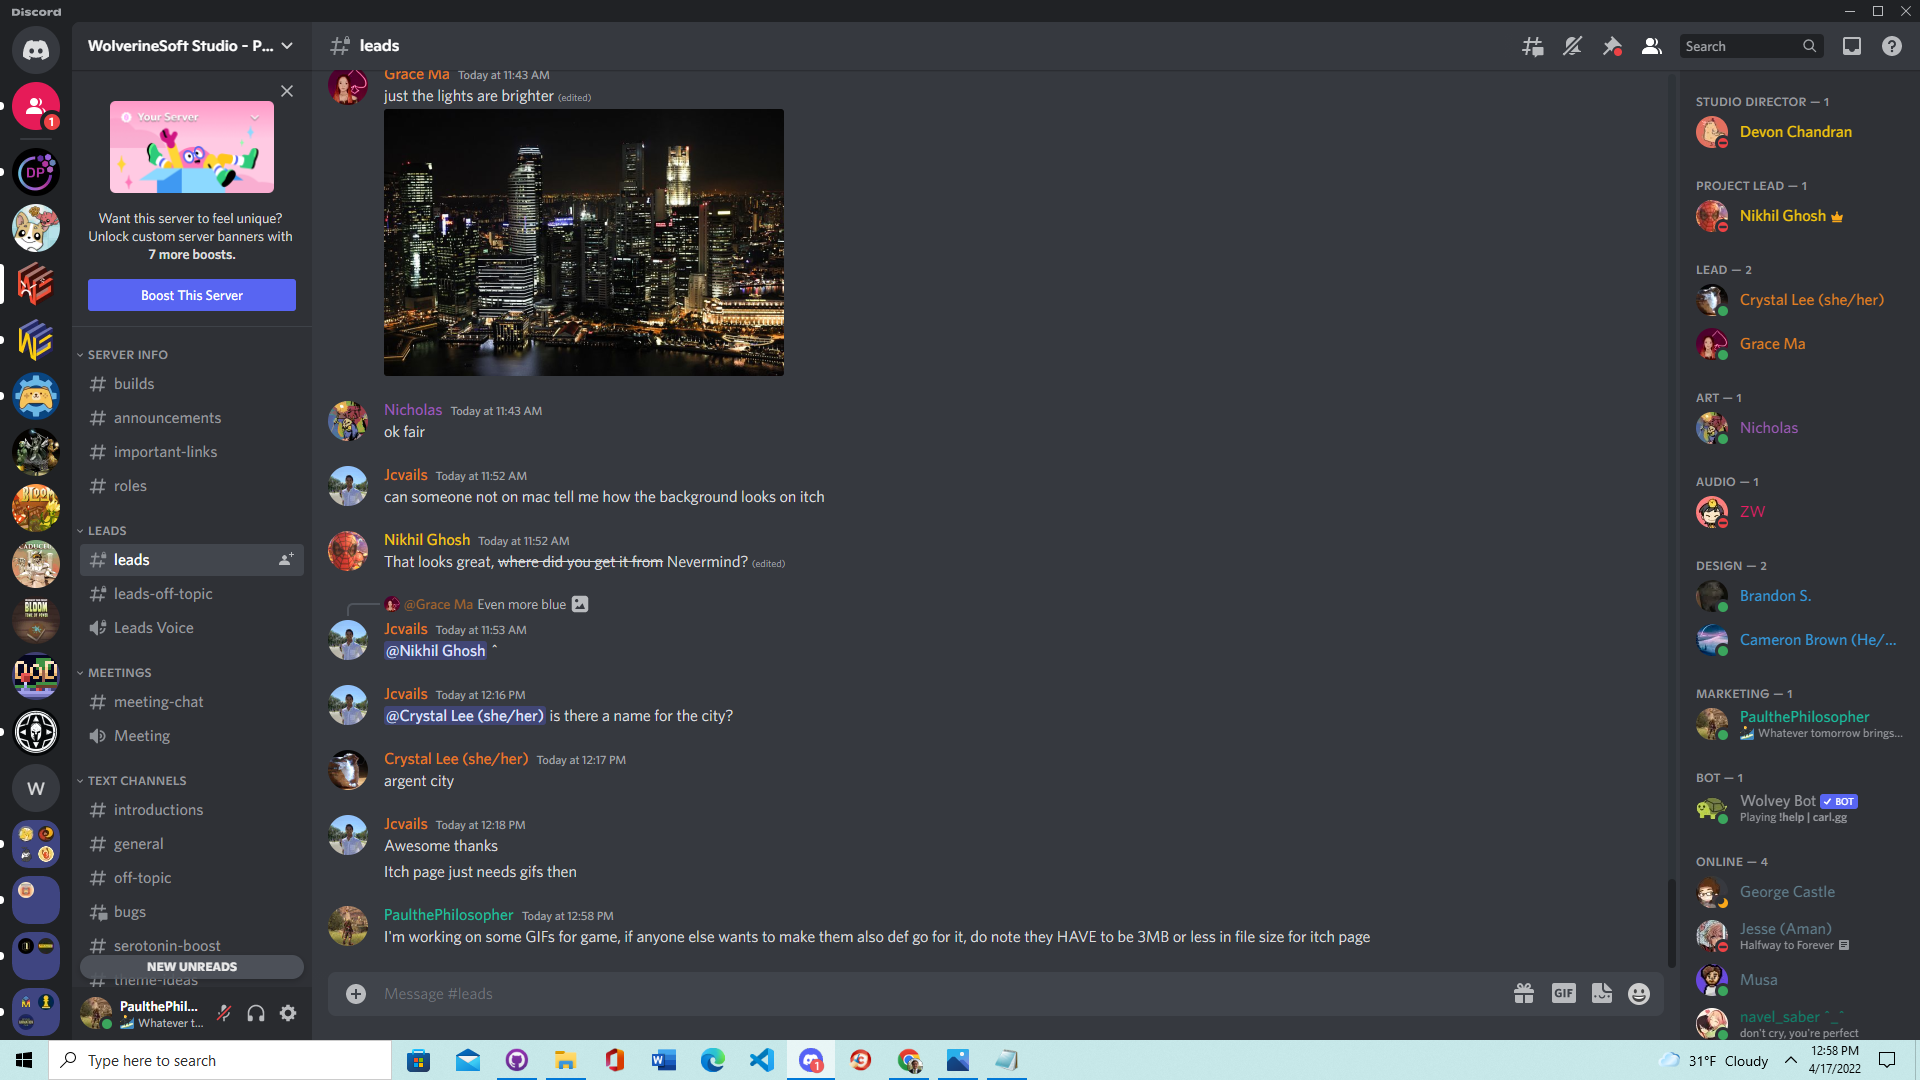 Discord
WolverineSoft Studio - P...
Your Server
Want this server to feel unique?
Unlock custom server banners with
7 more boosts.
Boost This Server
SERVER INFO
builds
announcements
important-links
roles
LEADS
leads
leads-off-topic
Leads Voice
MEETINGS
meeting-chat
Meeting
TEXT CHANNELS
introductions
general
off-topic
bugs
serotonin-boost
NEW UNREADS
theme-ideas
PaulthePhil...
Whatever t...
1
DP
BLOOM
BLOOM
W
leads
Search
Grace Ma Today at 11:43 AM
just the lights are brighter (edited)
Nicholas Today at 11:43 AM
ok fair
Jcvails Today at 11:52 AM
can someone not on mac tell me how the background looks on itch
Nikhil Ghosh Today at 11:52 AM
That looks great, where did you get it from Nevermind? (edited)
@Grace Ma Even more blue
Jcvails Today at 11:53 AM
@Nikhil Ghosh ^
Jcvails Today at 12:16 PM
@Crystal Lee (she/her) is there a name for the city?
Crystal Lee (she/her) Today at 12:17 PM
argent city
Jcvails Today at 12:18 PM
Awesome thanks
Itch page just needs gifs then
PaulthePhilosopher Today at 12:58 PM
I'm working on some GIFs for game, if anyone else wants to make them also def go for it, do note they HAVE to be 3MB or less in file size for itch page
Message #leads
GIF
STUDIO DIRECTOR — 1
Devon Chandran
PROJECT LEAD — 1
Nikhil Ghosh
LEAD — 2
Crystal Lee (she/her)
Grace Ma
ART — 1
Nicholas
AUDIO — 1
ZW
DESIGN — 2
Brandon S.
Cameron Brown (He/...
MARKETING — 1
PaulthePhilosopher
Whatever tomorrow brings...
BOT — 1
Wolvey Bot BOT
Playing !help | carl.gg
ONLINE — 4
George Castle
Jesse (Aman)
Halfway to Forever
Musa
navel_saber ˆ_ˆ
don't cry, you're perfect
Type here to search
1
31°F Cloudy
12:58 PM
4/17/2022